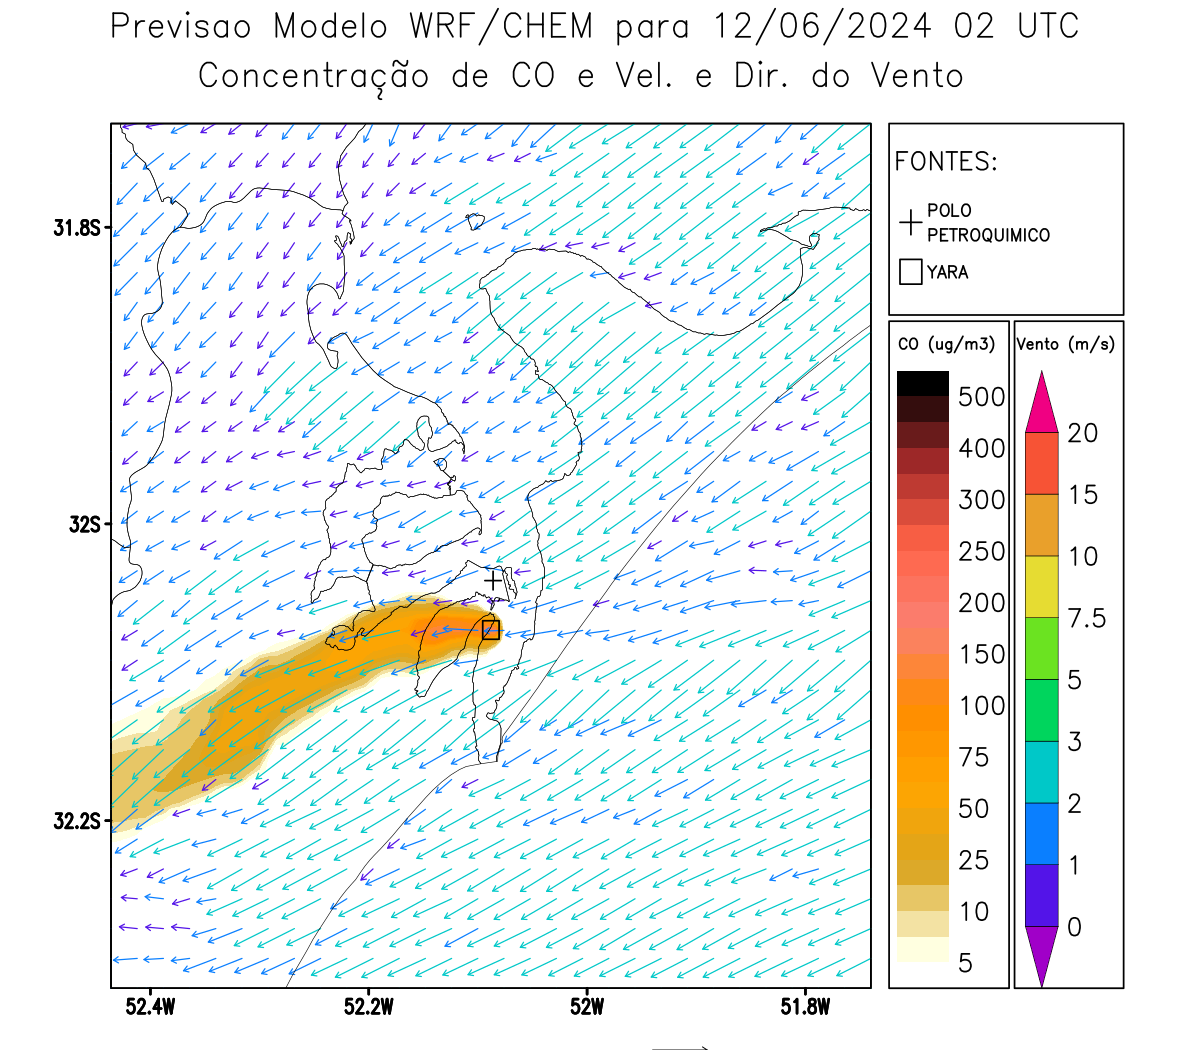 Previsao Modelo WRF/CHEM para 12/06/2024 02 UTC
Concentração de CO e Vel. e Dir. do Vento
FONTES:
POLO
PETROQUIMICO
YARA
CO (ug/m3)
500
400
300
250
200
150
100
75
50
25
10
5
Vento (m/s)
20
15
10
7.5
5
3
2
1
0
31.8S
32S
32.2S
52.4W
52.2W
52W
51.8W